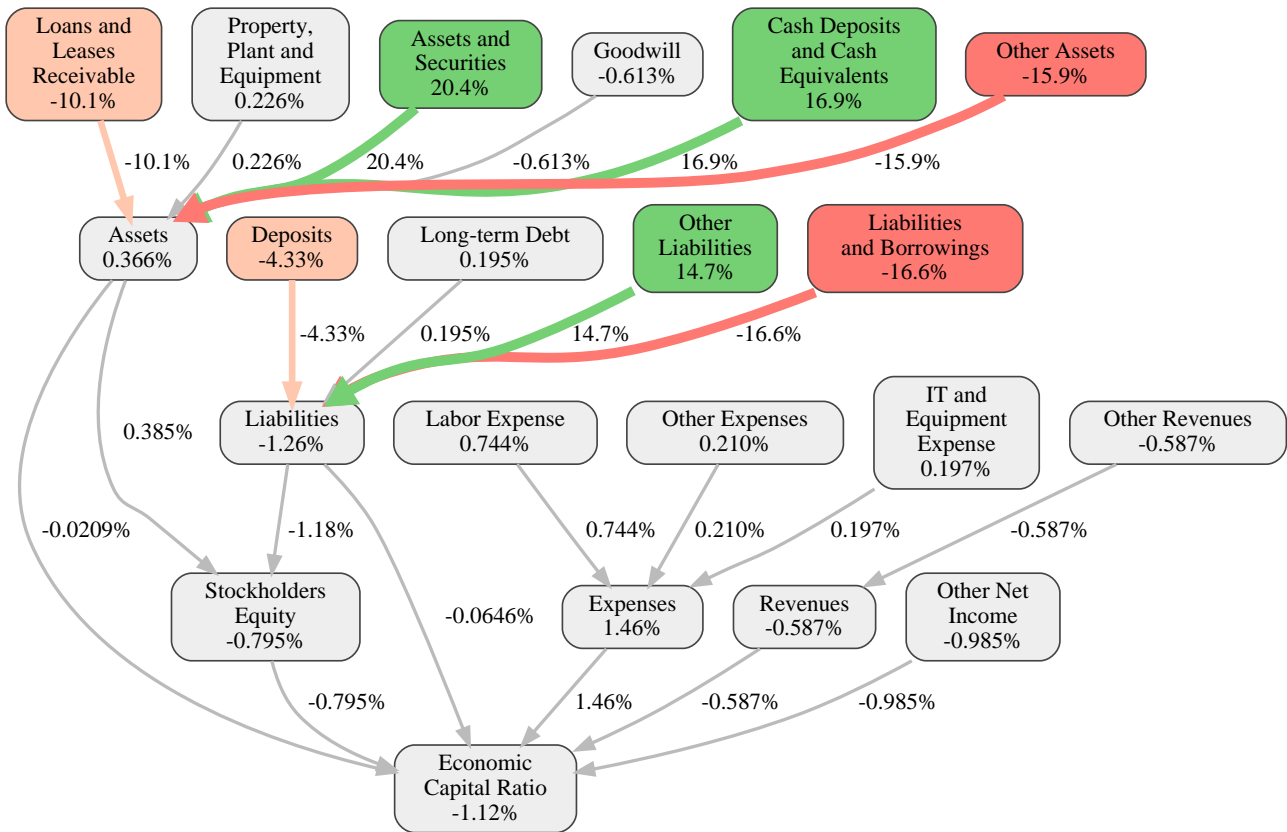 Loans and
Leases
Receivable
-10.1%
Property,
Plant and
Equipment
0.226%
Assets and
Securities
20.4%
Goodwill
-0.613%
Cash Deposits
and Cash
Equivalents
16.9%
Other Assets
-15.9%
-10.1%
0.226%
20.4%
-0.613%
16.9%
-15.9%
Assets
0.366%
Deposits
-4.33%
Long-term Debt
0.195%
Other
Liabilities
14.7%
Liabilities
and Borrowings
-16.6%
-4.33%
0.195%
14.7%
-16.6%
0.385%
Liabilities
-1.26%
Labor Expense
0.744%
Other Expenses
0.210%
IT and
Equipment
Expense
0.197%
Other Revenues
-0.587%
-0.0209%
-1.18%
0.744%
0.210%
0.197%
-0.587%
Stockholders
Equity
-0.795%
-0.0646%
Expenses
1.46%
Revenues
-0.587%
Other Net
Income
-0.985%
-0.795%
1.46%
-0.587%
-0.985%
Economic
Capital Ratio
-1.12%